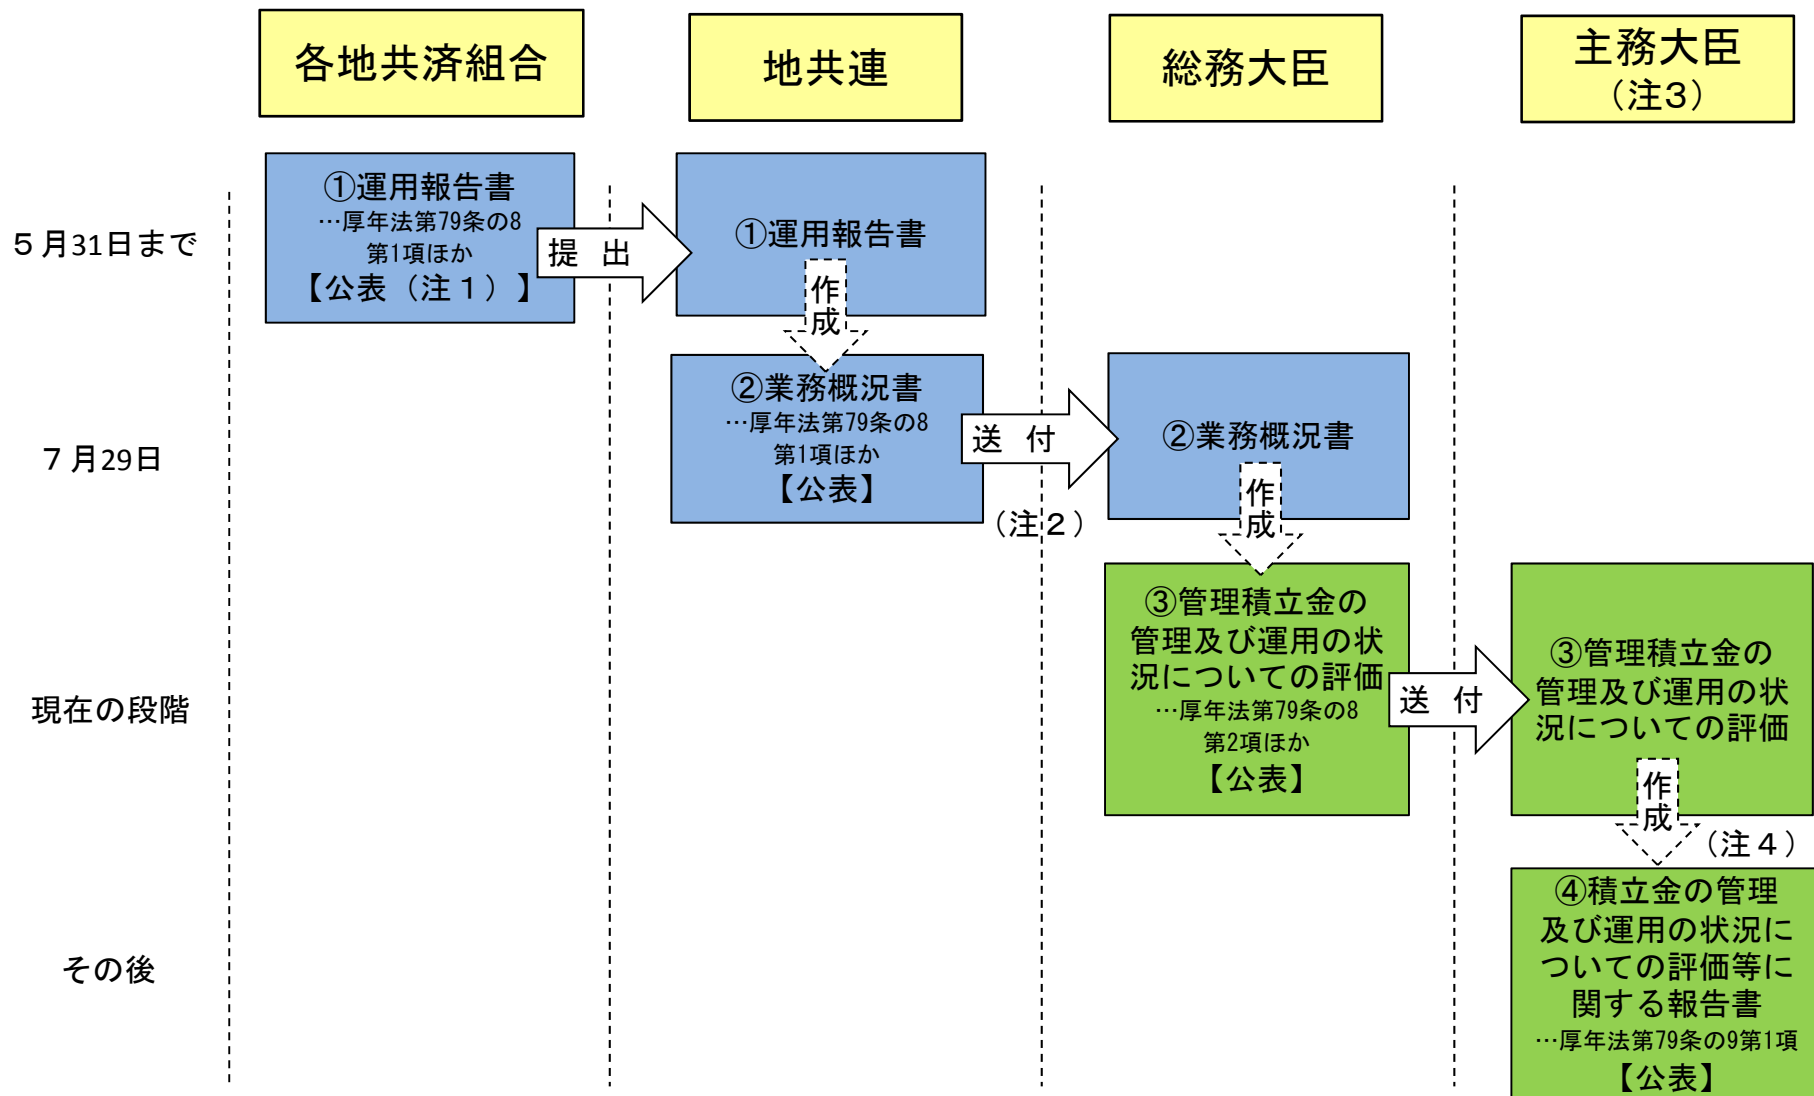 各地共済組合
地共連
総務大臣
主務大臣
（注3）
５月31日まで
①運用報告書
…厚年法第79条の8
第1項ほか
【公表（注１）】
提 出
①運用報告書
作
成
７月29日
②業務概況書
…厚年法第79条の8
第1項ほか
【公表】
送 付
（注２）
②業務概況書
作
成
現在の段階
③管理積立金の
管理及び運用の状
況についての評価
…厚年法第79条の8
第2項ほか
【公表】
送 付
③管理積立金の
管理及び運用の状
況についての評価
作
成
（注４）
その後
④積立金の管理
及び運用の状況に
ついての評価等に
関する報告書
…厚年法第79条の9第1項
【公表】